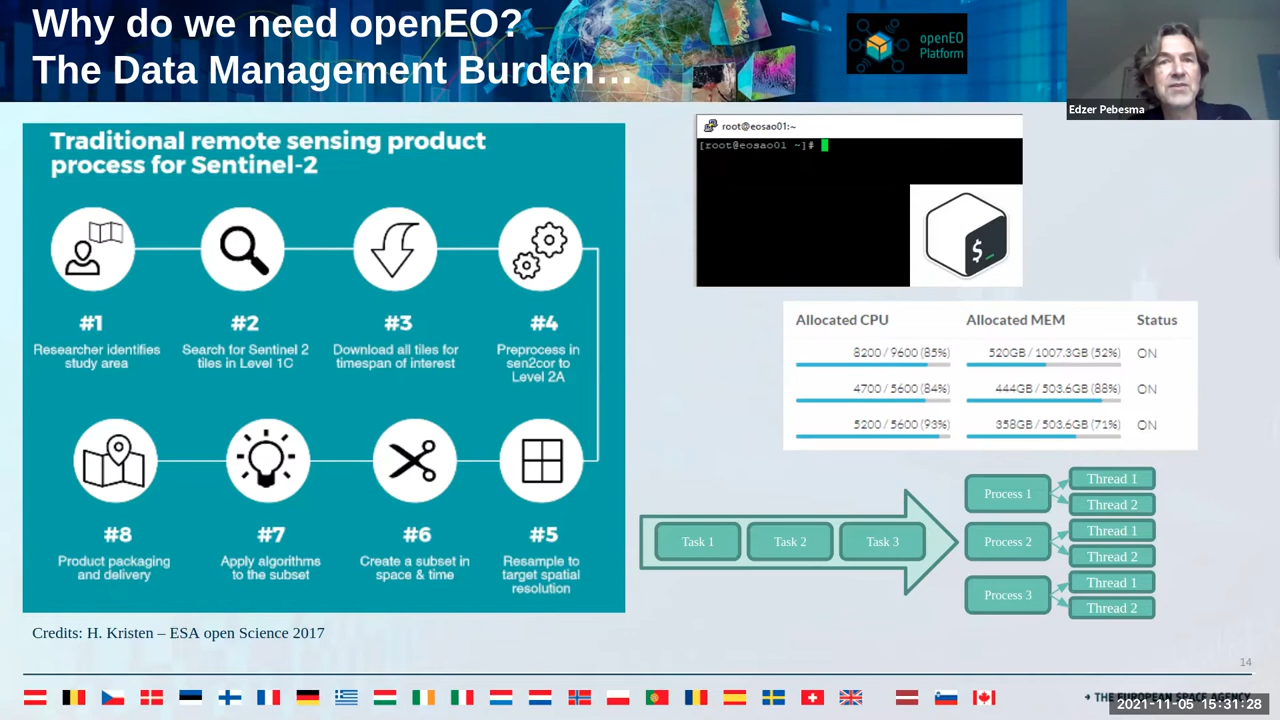 Why do we need openEO?
The Data Management Burden...
openEO
Platform
Edzer Pebesma
Traditional remote sensing product
process for Sentinel-2
#1
Researcher identifies
study area
#2
Search for Sentinel 2
tiles in Level 1C
#3
Download all tiles for
timespan of interest
#4
Preprocess in
sen2cor to
Level 2A
#8
Product packaging
and delivery
#7
Apply algorithms
to the subset
#6
Create a subset in
space & time
#5
Resample to
target spatial
resolution
Credits: H. Kristen – ESA open Science 2017
root@eosao01:~
[root@eosao01 ~]#
$_
Allocated CPU Allocated MEM Status
8200 / 9600 (85%) 520GB / 1007.3GB (52%) ON
4700 / 5600 (84%) 444GB / 503.6GB (88%) ON
5200 / 5600 (93%) 358GB / 503.6GB (71%) ON
Task 1 Task 2 Task 3
Process 1
Thread 1
Thread 2
Process 2
Thread 1
Thread 2
Process 3
Thread 1
Thread 2
14
THE EUROPEAN SPACE AGENCY
2021-11-05 15:31:28